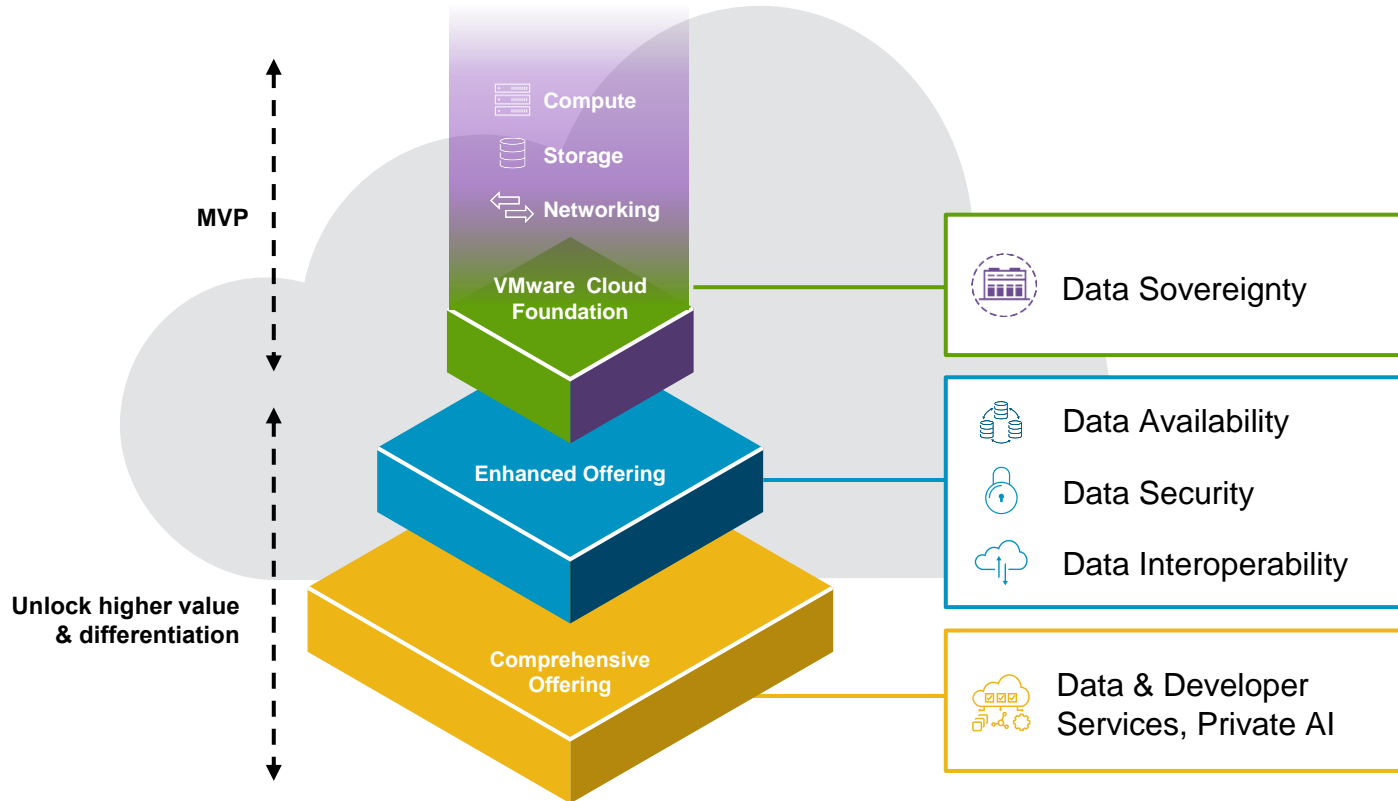 Compute
Storage
Networking
MVP
VMware Cloud
Foundation
Data Sovereignty
Enhanced Offering
Data Availability
Data Security
Data Interoperability
Unlock higher value
& differentiation
Comprehensive
Offering
Data & Developer
Services, Private AI